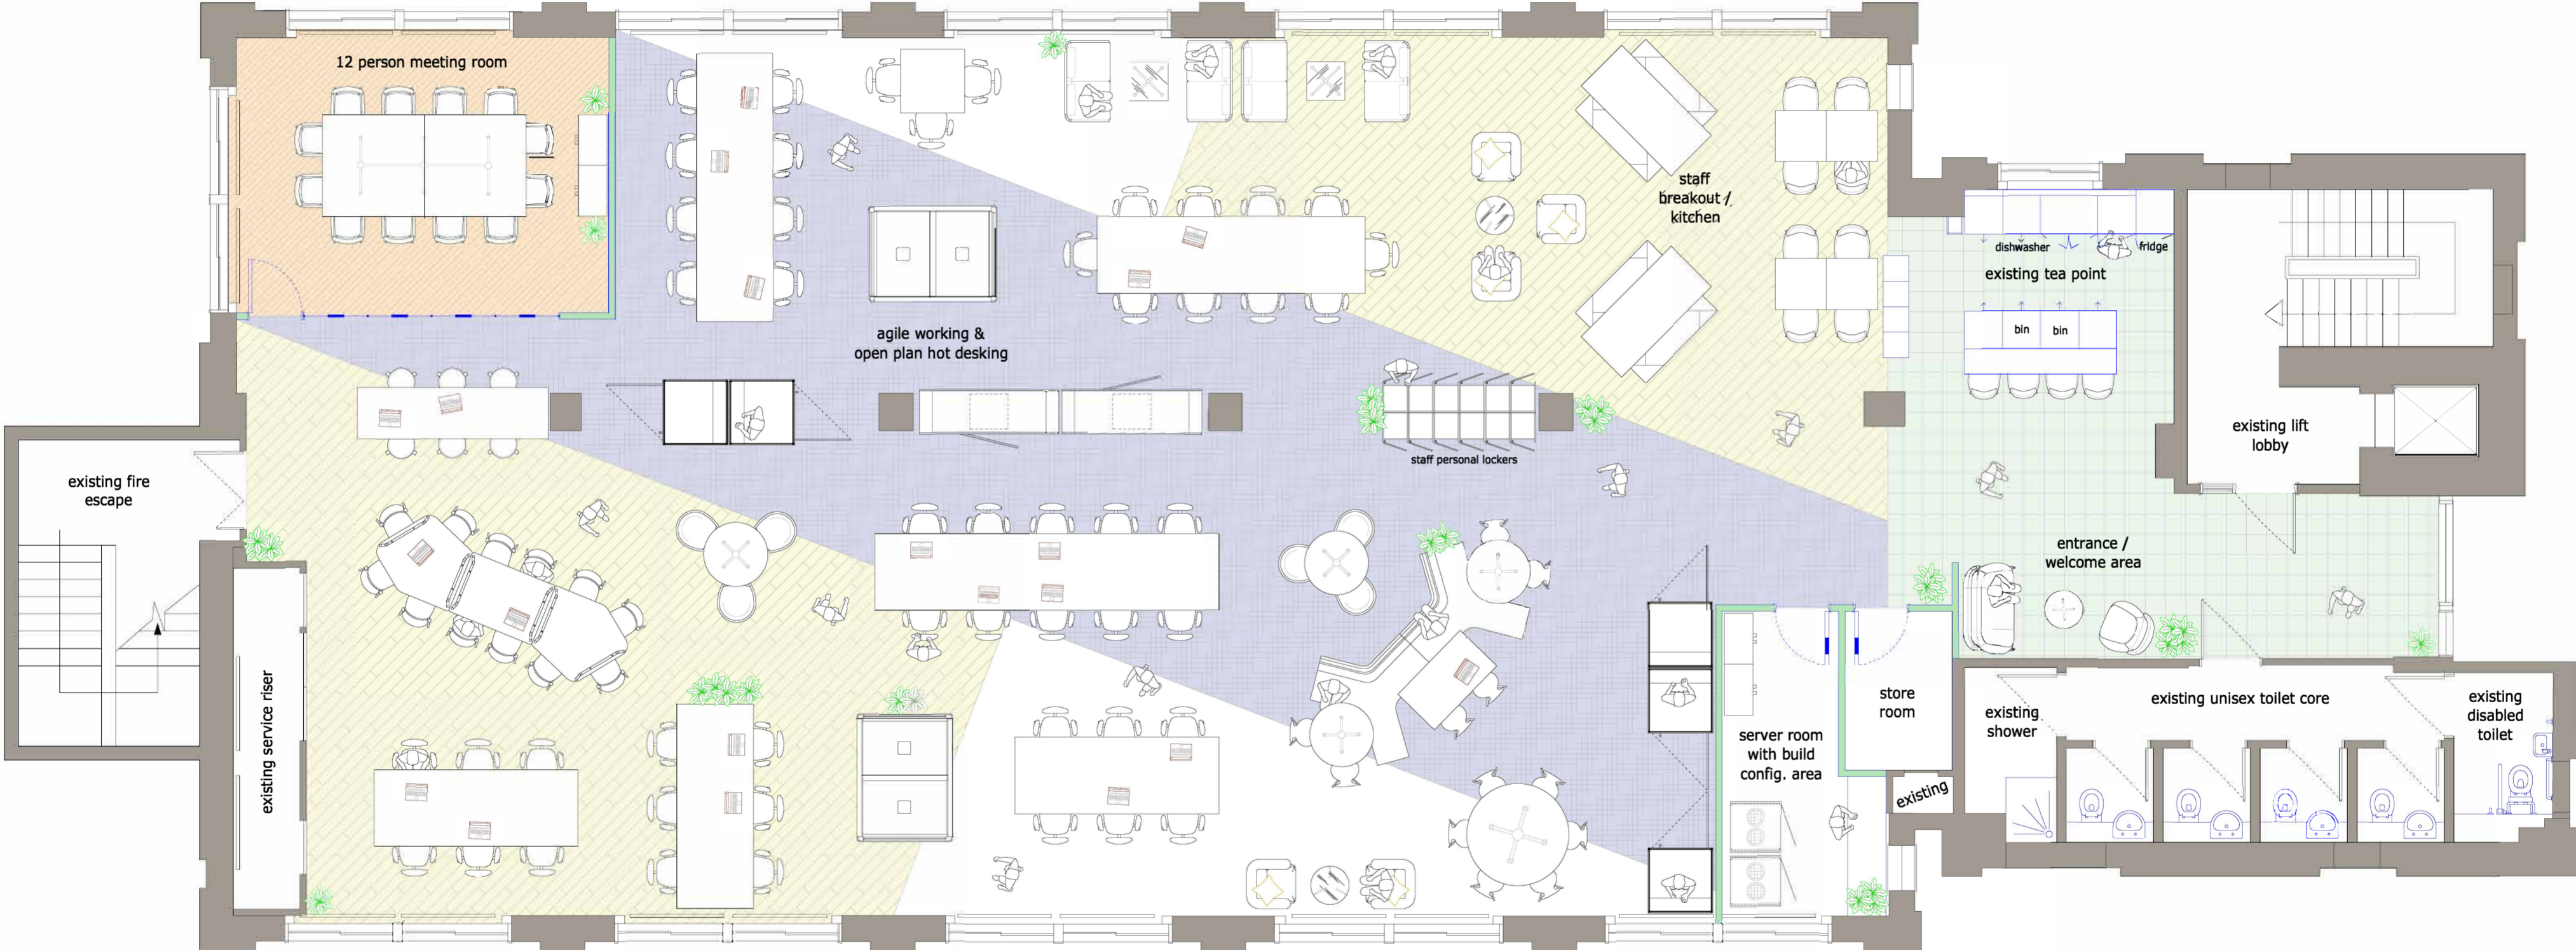 12 person meeting room
staff
breakout /
kitchen
dishwasher
fridge
existing tea point
bin
bin
agile working &
open plan hot desking
existing lift
lobby
staff personal lockers
existing fire
escape
entrance /
welcome area
existing service riser
store
room
existing unisex toilet core
existing
shower
existing
disabled
toilet
server room
with build
config. area
existing